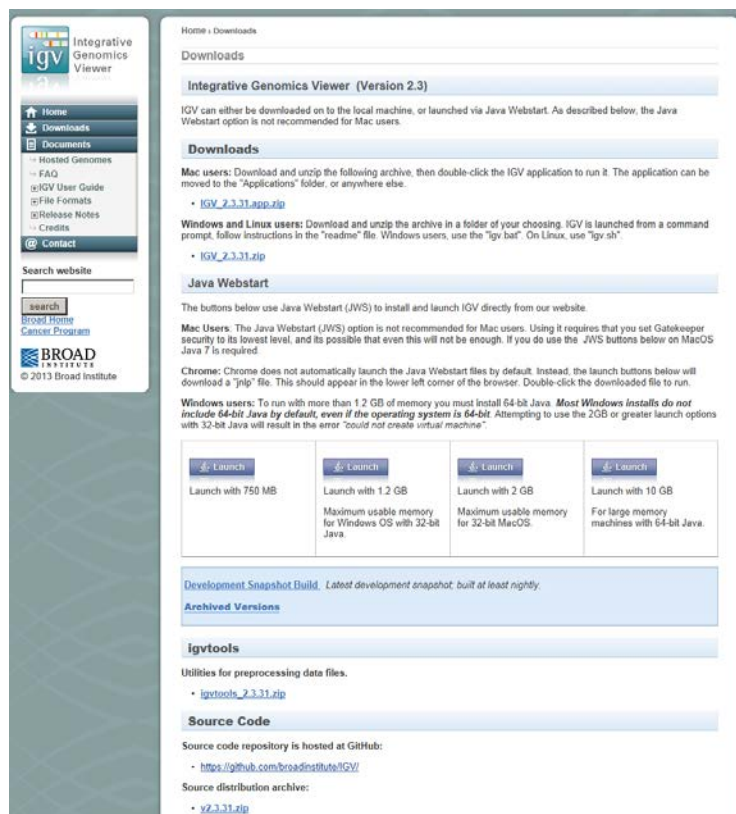 igv
Integrative
Genomics
Viewer
Home
Downloads
Documents
Hosted Genomes
FAQ
IGV User Guide
File Formats
Release Notes
Credits
@ Contact
Search website
search
Broad Home
Cancer Program
BROAD
INSTITUTE
© 2013 Broad Institute
Home › Downloads
Downloads
Integrative Genomics Viewer (Version 2.3)
IGV can either be downloaded on to the local machine, or launched via Java Webstart. As described below, the Java
Webstart option is not recommended for Mac users.
Downloads
Mac users: Download and unzip the following archive, then double-click the IGV application to run it. The application can be
moved to the "Applications" folder, or anywhere else.
• IGV_2.3.31.app.zip
Windows and Linux users: Download and unzip the archive in a folder of your choosing. IGV is launched from a command
prompt, follow instructions in the "readme" file. Windows users, use the "igv.bat". On Linux, use "igv.sh".
• IGV_2.3.31.zip
Java Webstart
The buttons below use Java Webstart (JWS) to install and launch IGV directly from our website.
Mac Users: The Java Webstart (JWS) option is not recommended for Mac users. Using it requires that you set Gatekeeper
security to its lowest level, and its possible that even this will not be enough. If you do use the JWS buttons below on MacOS
Java 7 is required.
Chrome: Chrome does not automatically launch the Java Webstart files by default. Instead, the launch buttons below will
download a "jnlp" file. This should appear in the lower left corner of the browser. Double-click the downloaded file to run.
Windows users: To run with more than 1.2 GB of memory you must install 64-bit Java. Most Windows installs do not
include 64-bit Java by default, even if the operating system is 64-bit. Attempting to use the 2GB or greater launch options
with 32-bit Java will result in the error "could not create virtual machine".
Launch
Launch with 750 MB
Launch
Launch with 1.2 GB
Maximum usable memory
for Windows OS with 32-bit
Java.
Launch
Launch with 2 GB
Maximum usable memory
for 32-bit MacOS.
Launch
Launch with 10 GB
For large memory
machines with 64-bit Java.
Development Snapshot Build Latest development snapshot; built at least nightly.
Archived Versions
igvtools
Utilities for preprocessing data files.
• igvtools_2.3.31.zip
Source Code
Source code repository is hosted at GitHub:
• https://github.com/broadinstitute/IGV/
Source distribution archive:
• v2.3.31.zip